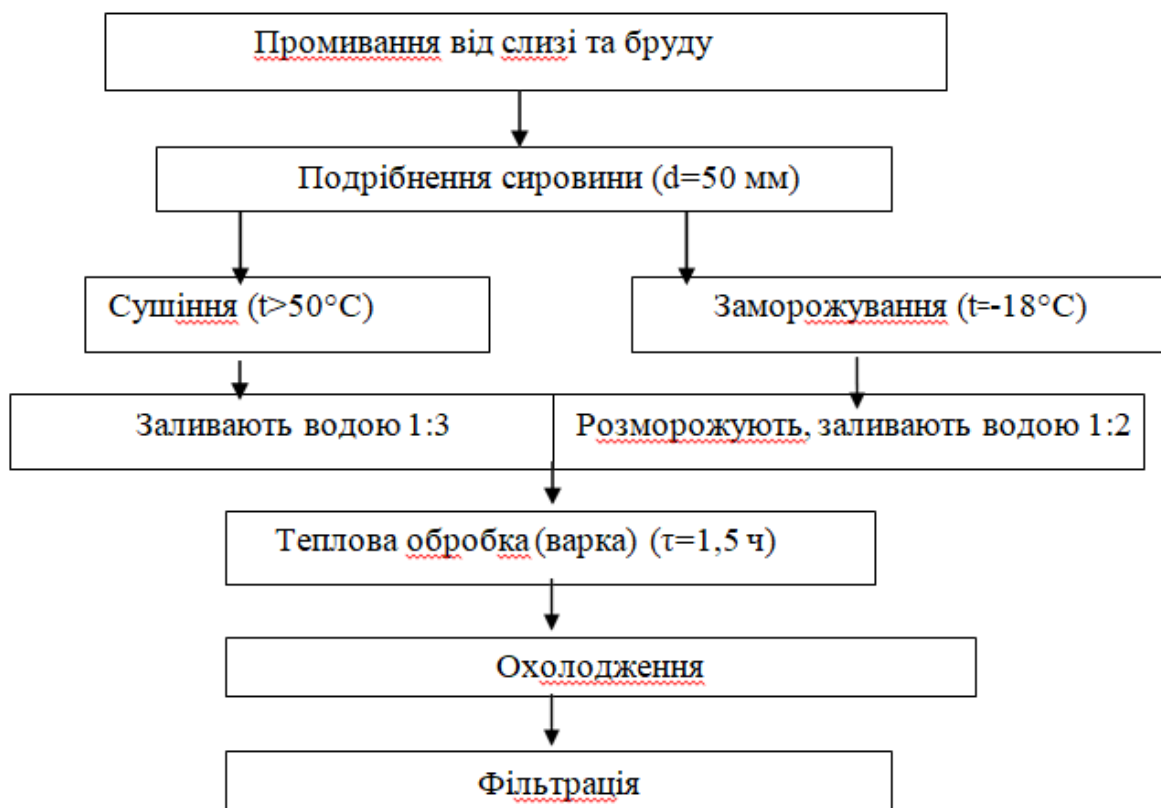 Промивання від слизі та бруду
Подрібнення сировини (d=50 мм)
Сушіння (t>50°C)
Заморожування (t=-18°C)
Заливають водою 1:3
Розморожують, заливають водою 1:2
Теплова обробка (варка) (τ=1,5 ч)
Охолодження
Фільтрація